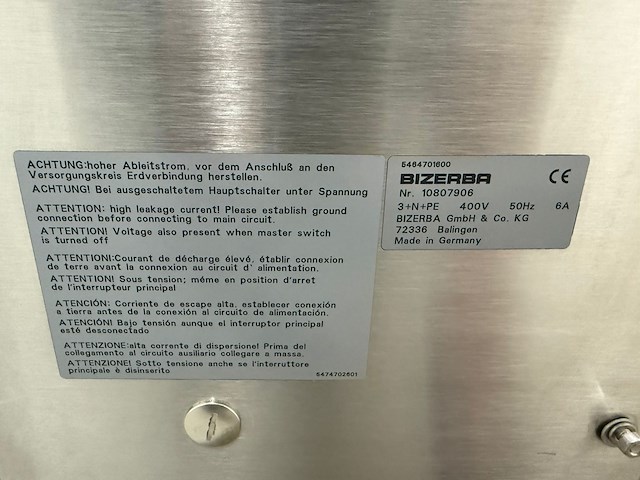 ACHTUNG:hoher Ableitstrom, vor dem Anschluß an den
Versorgungskreis Erdverbindung herstellen.
ACHTUNG! Bei ausgeschaltetem Hauptschalter unter Spannung
ATTENTION: high leakage current! Please establish ground
connection before connecting to main circuit.
ATTENTION! Voltage also present when master switch
is turned off
ATTENTION!:Courant de décharge élevé, établir connexion
de terre avant la connexion au circuit d' alimentation.
ATTENTION! Sous tension; méme en position d'arret
de l'interrupteur principal
ATENCIÓN: Corriente de escape alta, establecer conexión
a tierra antes de la conexión al circuito de alimentación.
ATENCIÓN! Bajo tensión aunque el interruptor principal
esté desconectado
ATTENZIONE:alta corrente di dispersione! Prima del
collegamento al circuito ausiliario collegare a massa.
ATTENZIONE! Sotto tensione anche se l'interruttore
principale è disinserito
5474702601
5464701600
BIZERBA CE
Nr. 10807906
3+N+PE 400V 50Hz 6A
BIZERBA GmbH & Co. KG
72336 Balingen
Made in Germany